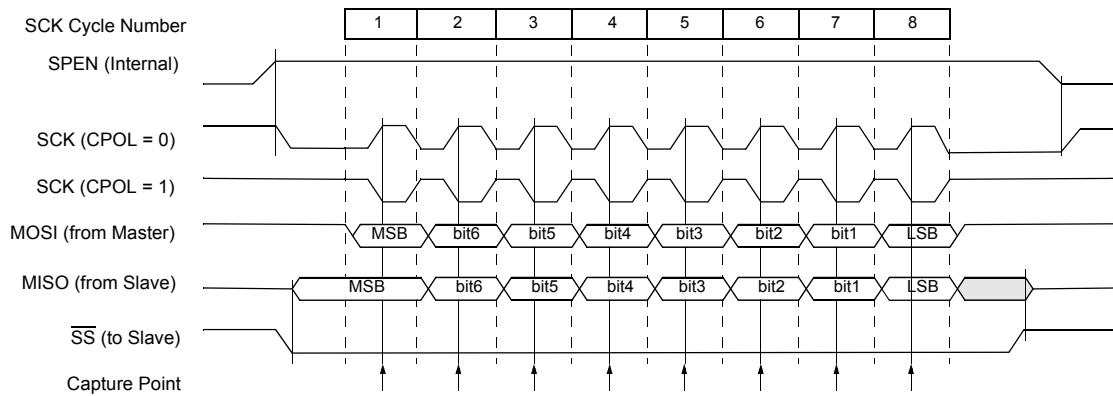 SCK Cycle Number 1 2 3 4 5 6 7 8
SPEN (Internal)
SCK (CPOL = 0)
SCK (CPOL = 1)
MOSI (from Master) MSB bit6 bit5 bit4 bit3 bit2 bit1 LSB
MISO (from Slave) MSB bit6 bit5 bit4 bit3 bit2 bit1 LSB
SS (to Slave)
Capture Point